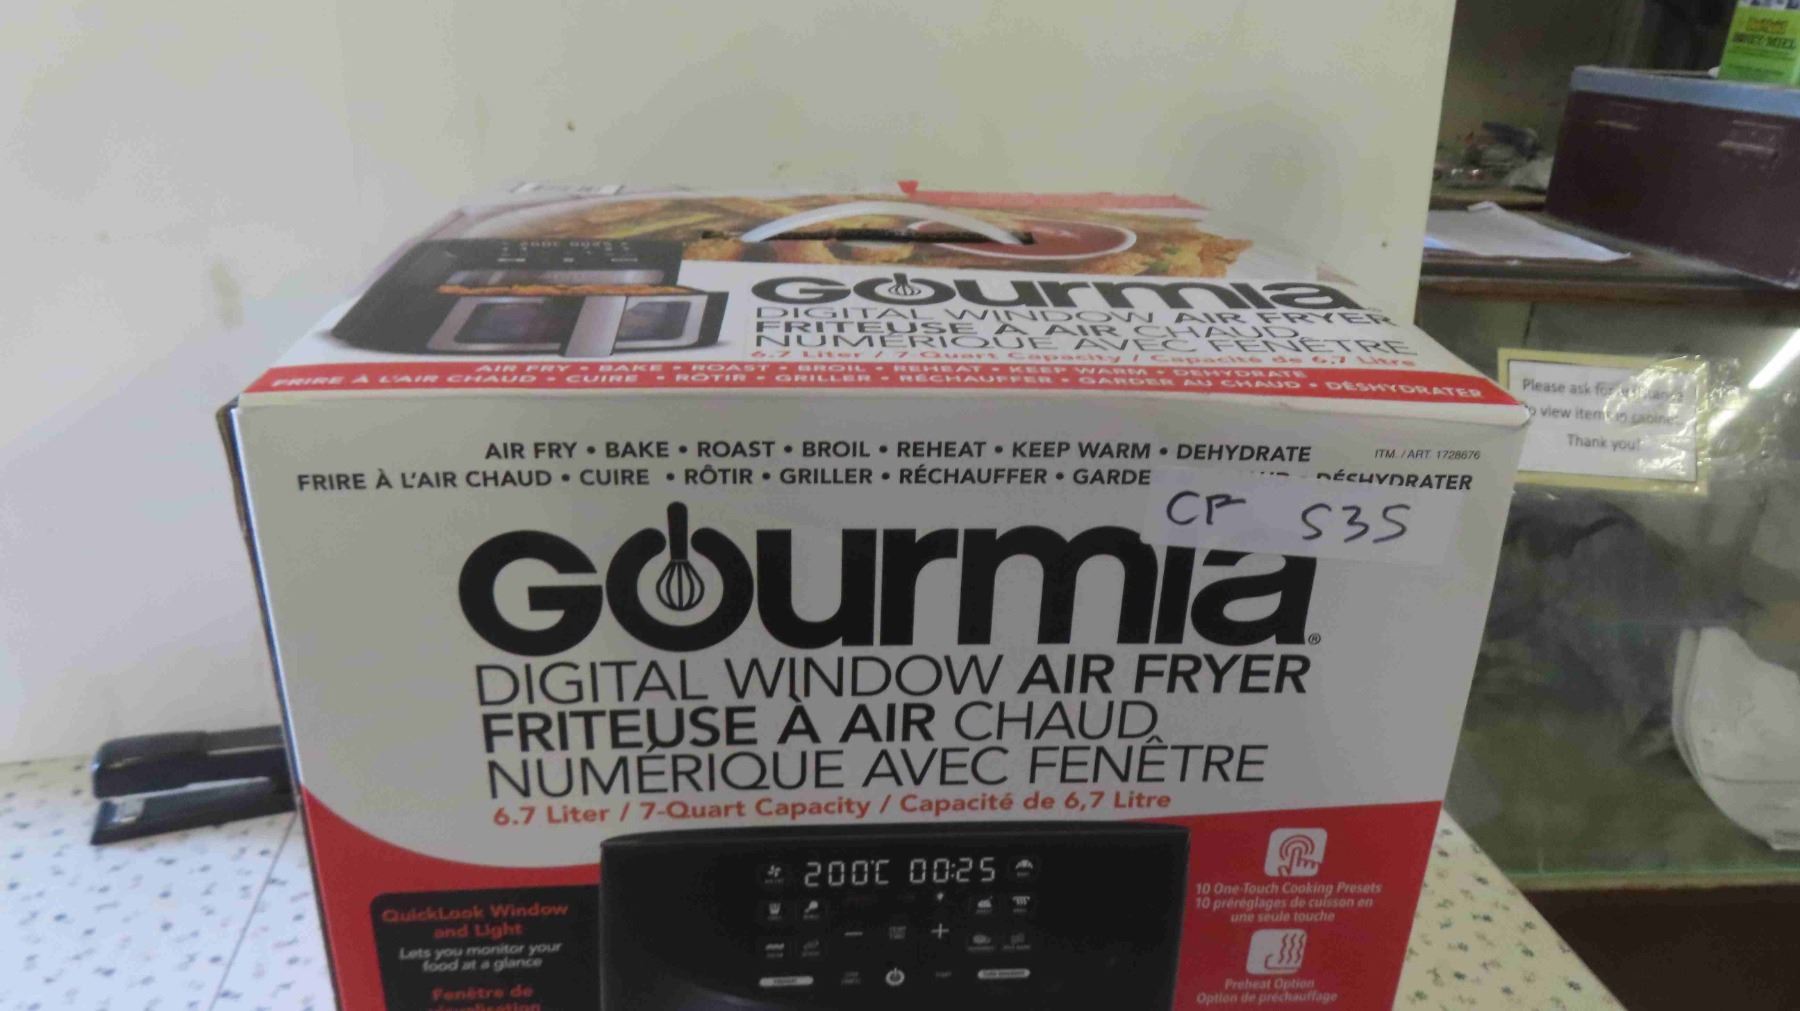 Gourmia
DIGITAL WINDOW AIR FRYER
FRITEUSE À AIR CHAUD
NUMÉRIQUE AVEC FENÊTRE
6.7 Liter / 7-Quart Capacity / Capacité de 6,7 Litre
AIR FRY • BAKE • ROAST • BROIL • REHEAT • KEEP WARM • DEHYDRATE
FRIRE À L'AIR CHAUD • CUIRE • RÔTIR • GRILLER • RÉCHAUFFER • GARDER AU CHAUD • DÉSHYDRATER
AIR FRY • BAKE • ROAST • BROIL • REHEAT • KEEP WARM • DEHYDRATE
ITM. / ART. 1728676
FRIRE À L'AIR CHAUD • CUIRE • RÔTIR • GRILLER • RÉCHAUFFER • GARDE • DÉSHYDRATER
CF 535
Gourmia®
DIGITAL WINDOW AIR FRYER
FRITEUSE À AIR CHAUD
NUMÉRIQUE AVEC FENÊTRE
6.7 Liter / 7-Quart Capacity / Capacité de 6,7 Litre
200°C 00:25
QuickLook Window
and Light
Lets you monitor your
food at a glance
Fenêtre de
10 One-Touch Cooking Presets
10 préréglages de cuisson en
une seule touche
Preheat Option
Option de préchauffage
Please ask for
to view items in cabinet
Thank you!